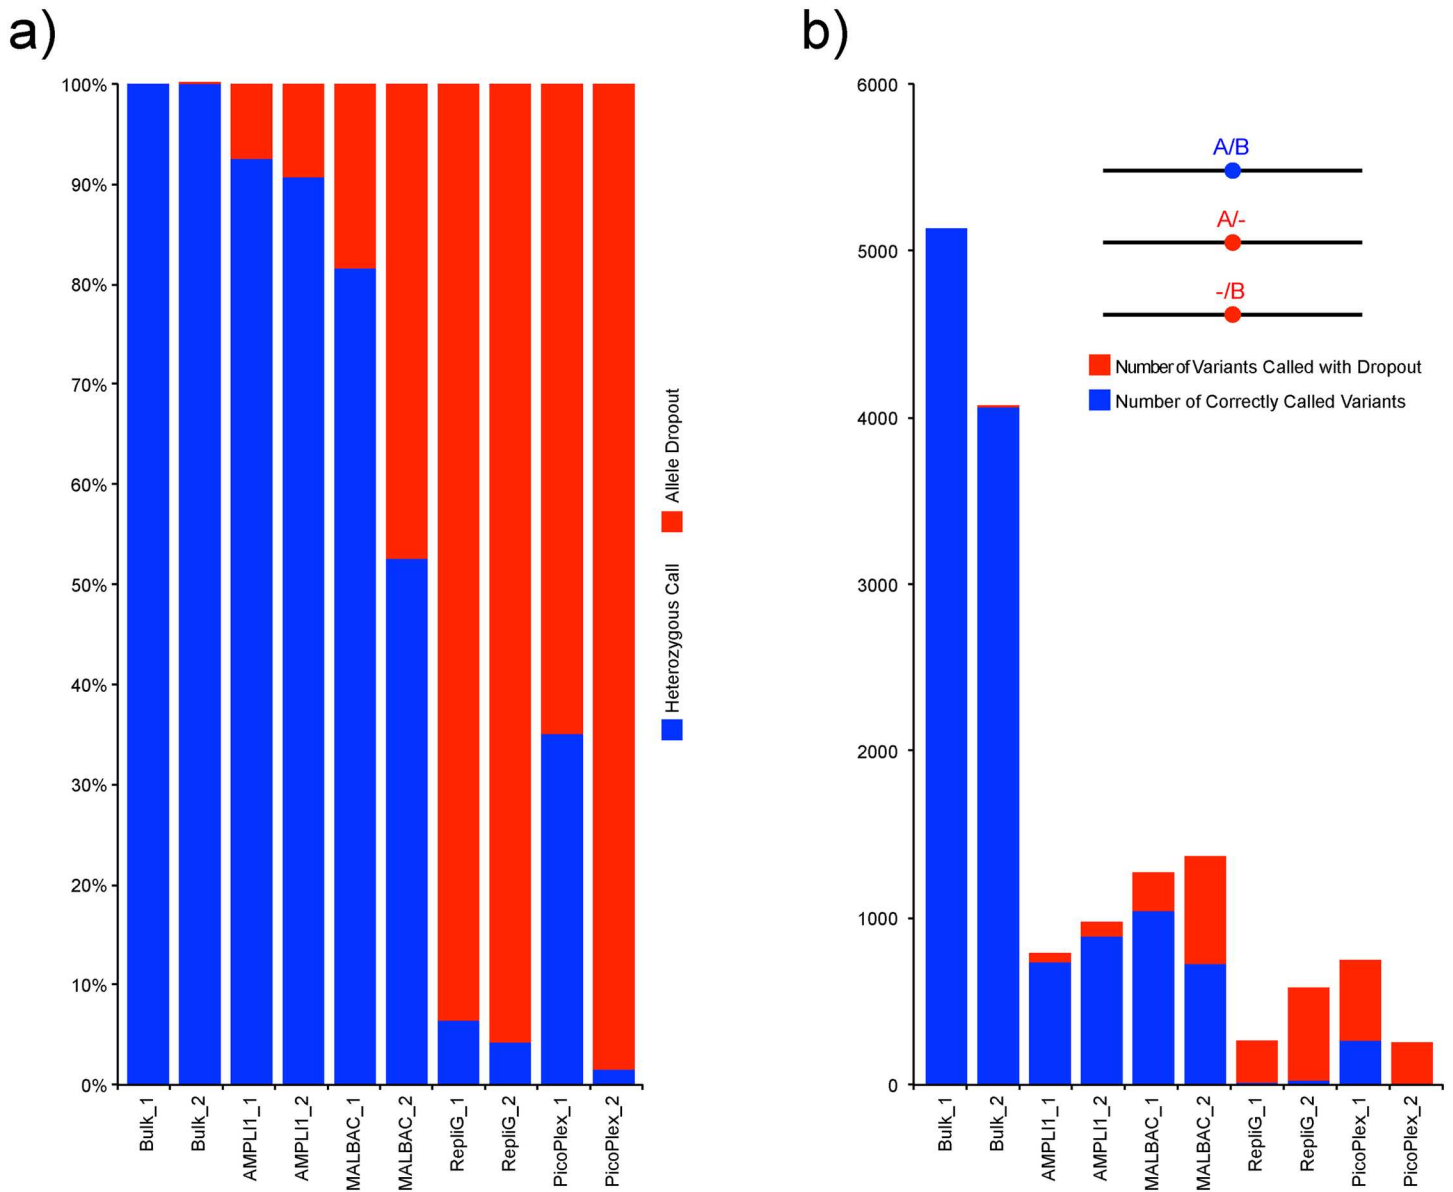 a)
100%
90%
80%
70%
60%
50%
40%
30%
20%
10%
0%
Bulk_1
Bulk_2
AMPLI1_1
AMPLI1_2
MALBAC_1
MALBAC_2
RepliG_1
RepliG_2
PicoPlex_1
PicoPlex_2
Heterozygous Call
Allele Dropout
b)
6000
5000
4000
3000
2000
1000
0
A/B
A/-
-/B
Number of Variants Called with Dropout
Number of Correctly Called Variants
Bulk_1
Bulk_2
AMPLI1_1
AMPLI1_2
MALBAC_1
MALBAC_2
RepliG_1
RepliG_2
PicoPlex_1
PicoPlex_2